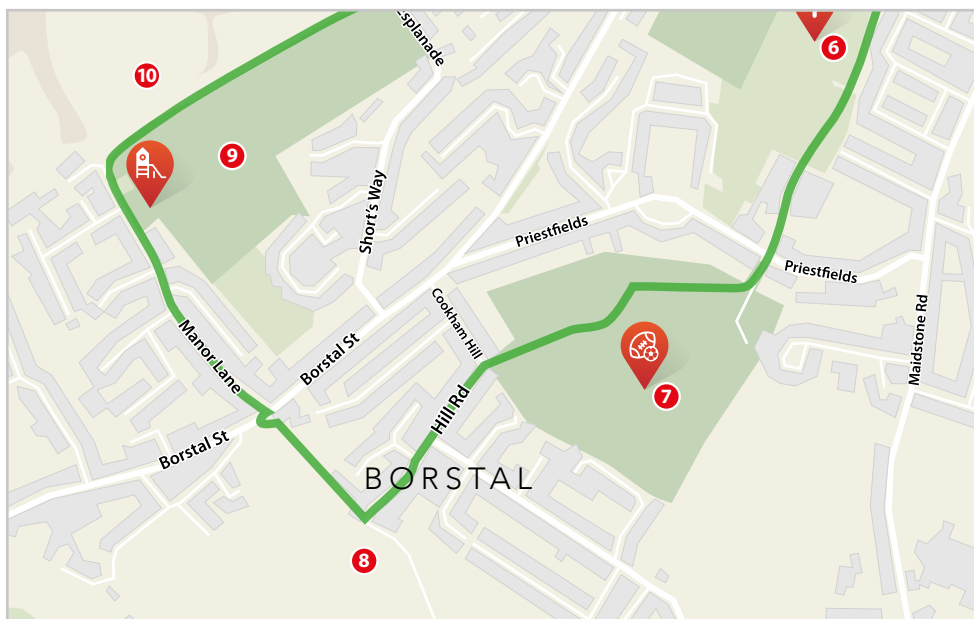 Esplanade
6
10
9
Short's Way
Priestfields
Priestfields
Cookham Hill
Maidstone Rd
Manor Lane
Borstal St
7
Hill Rd
Borstal St
BORSTAL
8